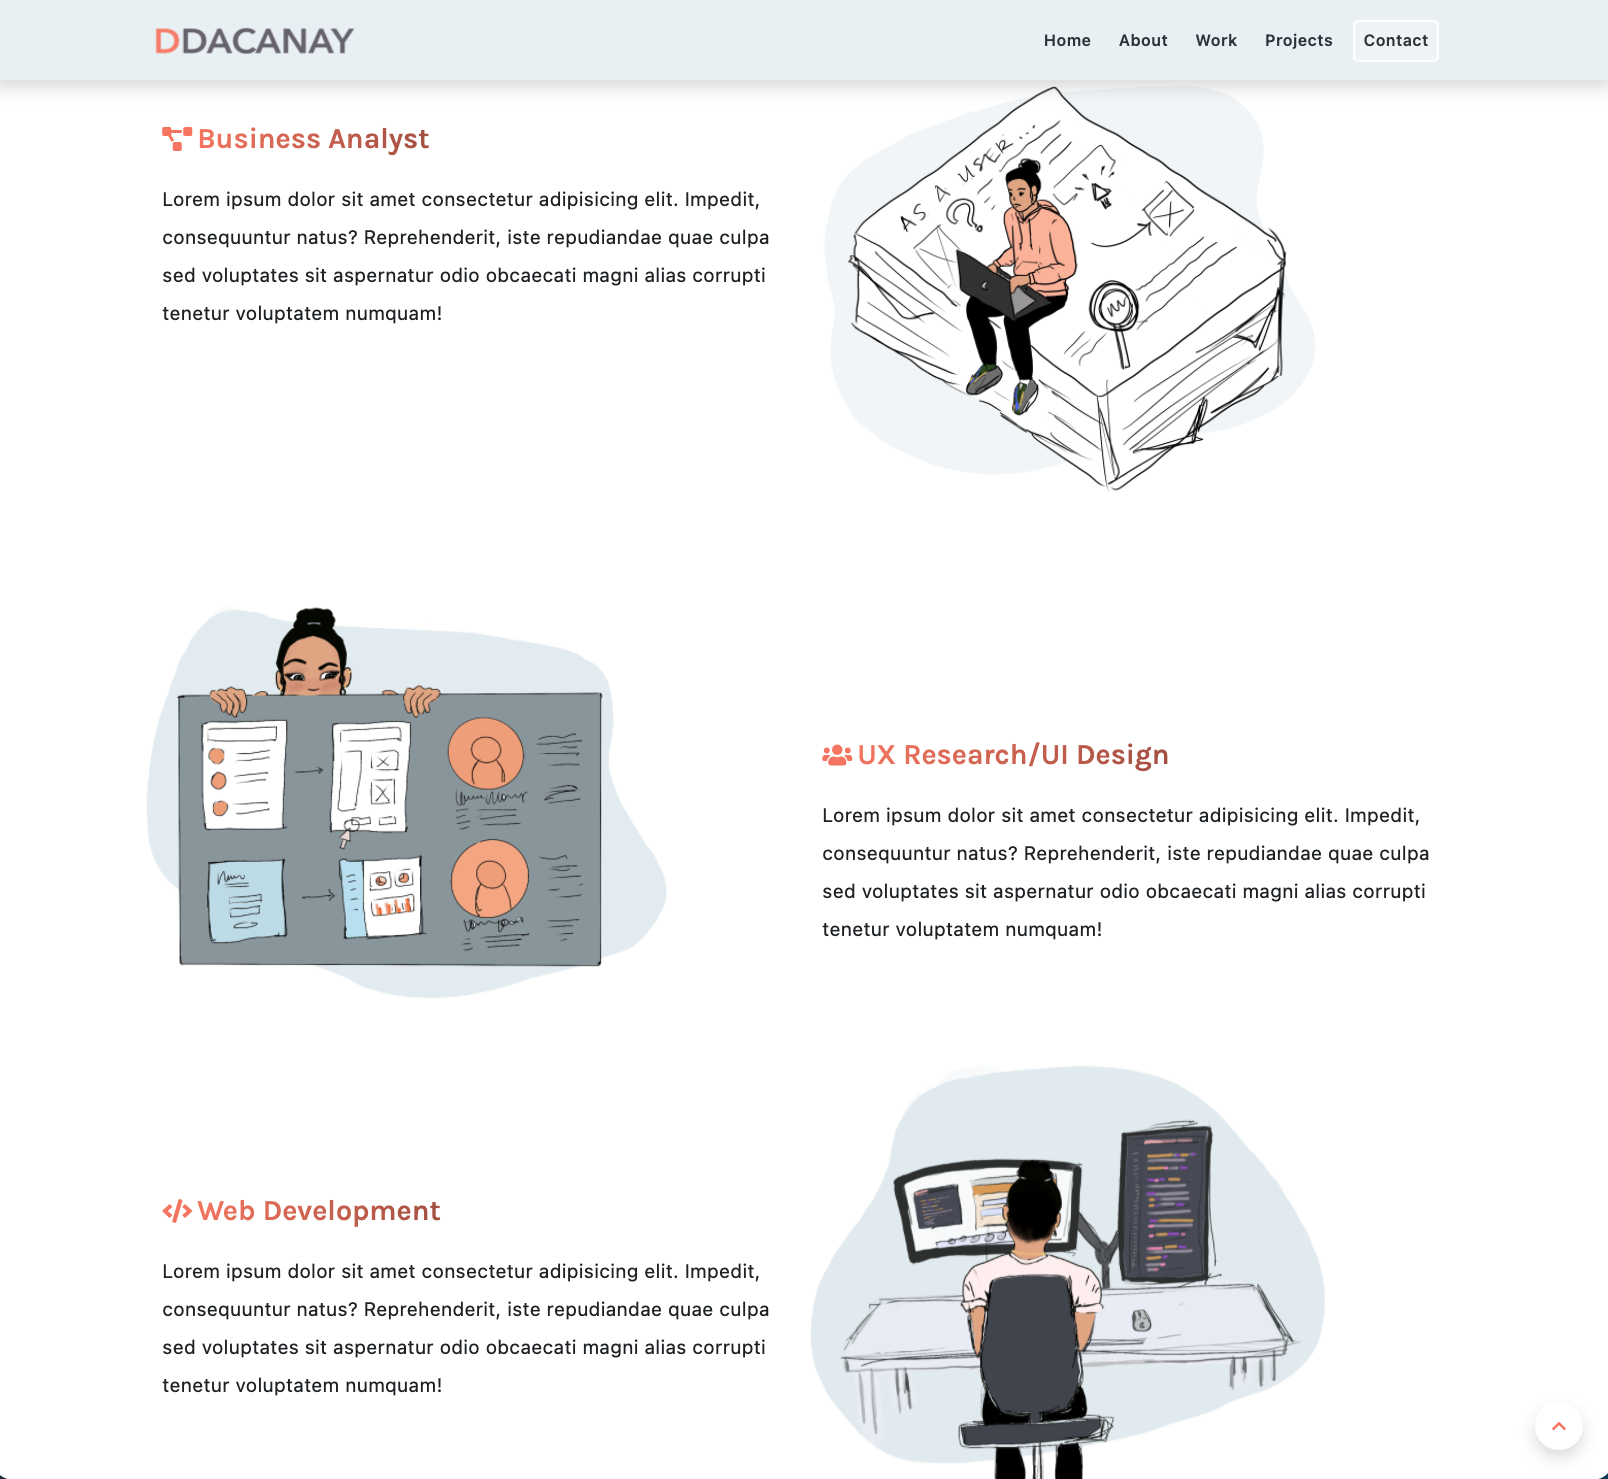 DDACANAY
Home About Work Projects Contact
Business Analyst
Lorem ipsum dolor sit amet consectetur adipisicing elit. Impedit,
consequuntur natus? Reprehenderit, iste repudiandae quae culpa
sed voluptates sit aspernatur odio obcaecati magni alias corrupti
tenetur voluptatem numquam!
AS A USER...
?
UX Research/UI Design
Lorem ipsum dolor sit amet consectetur adipisicing elit. Impedit,
consequuntur natus? Reprehenderit, iste repudiandae quae culpa
sed voluptates sit aspernatur odio obcaecati magni alias corrupti
tenetur voluptatem numquam!
Web Development
Lorem ipsum dolor sit amet consectetur adipisicing elit. Impedit,
consequuntur natus? Reprehenderit, iste repudiandae quae culpa
sed voluptates sit aspernatur odio obcaecati magni alias corrupti
tenetur voluptatem numquam!